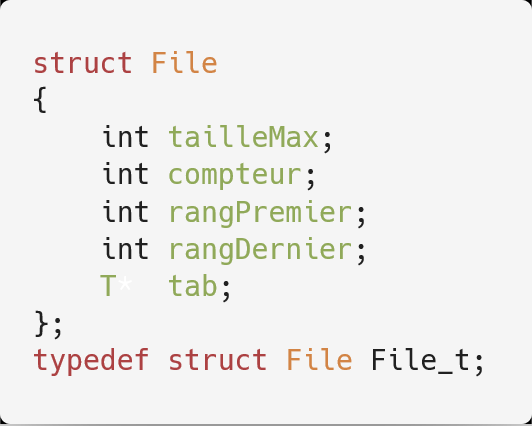 struct File
{
    int tailleMax;
    int compteur;
    int rangPremier;
    int rangDernier;
    T*  tab;
};
typedef struct File File_t;